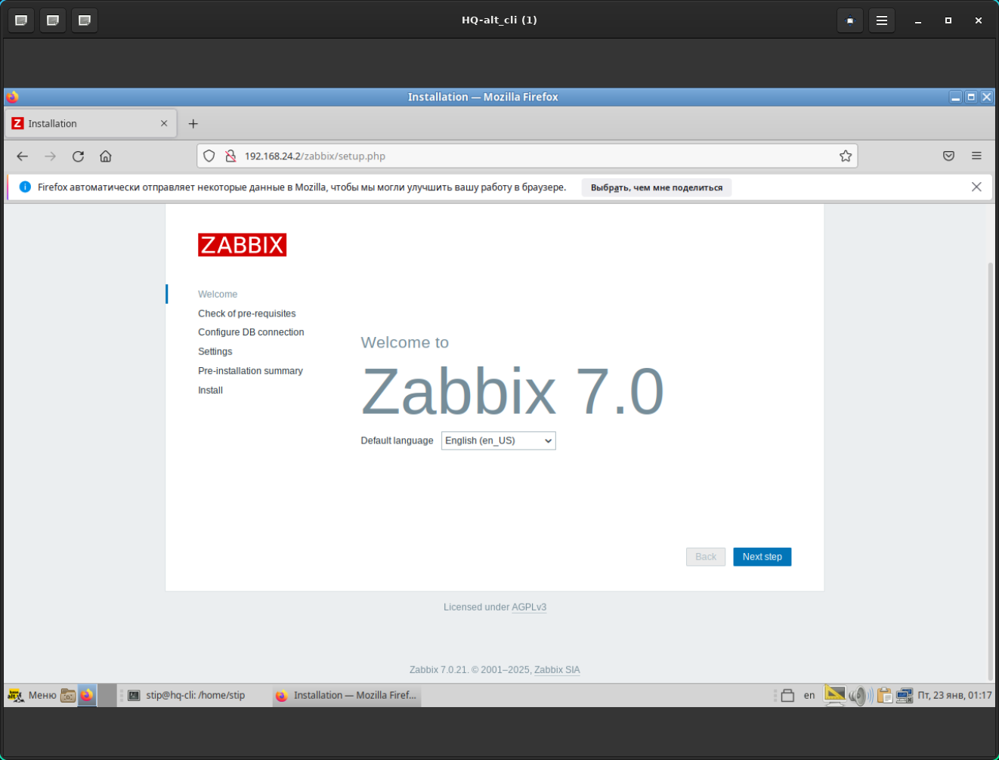 HQ-alt_cli (1)
Installation — Mozilla Firefox
Z Installation
192.168.24.2/zabbix/setup.php
Firefox автоматически отправляет некоторые данные в Mozilla, чтобы мы могли улучшить вашу работу в браузере.
Выбрать, чем мне поделиться
ZABBIX
Welcome
Check of pre-requisites
Configure DB connection
Settings
Pre-installation summary
Install
Welcome to
Zabbix 7.0
Default language English (en_US)
Back Next step
Licensed under AGPLv3
Zabbix 7.0.21. © 2001–2025, Zabbix SIA
Меню stip@hq-cli: /home/stip Installation — Mozilla Firef... en Пт, 23 янв, 01:17